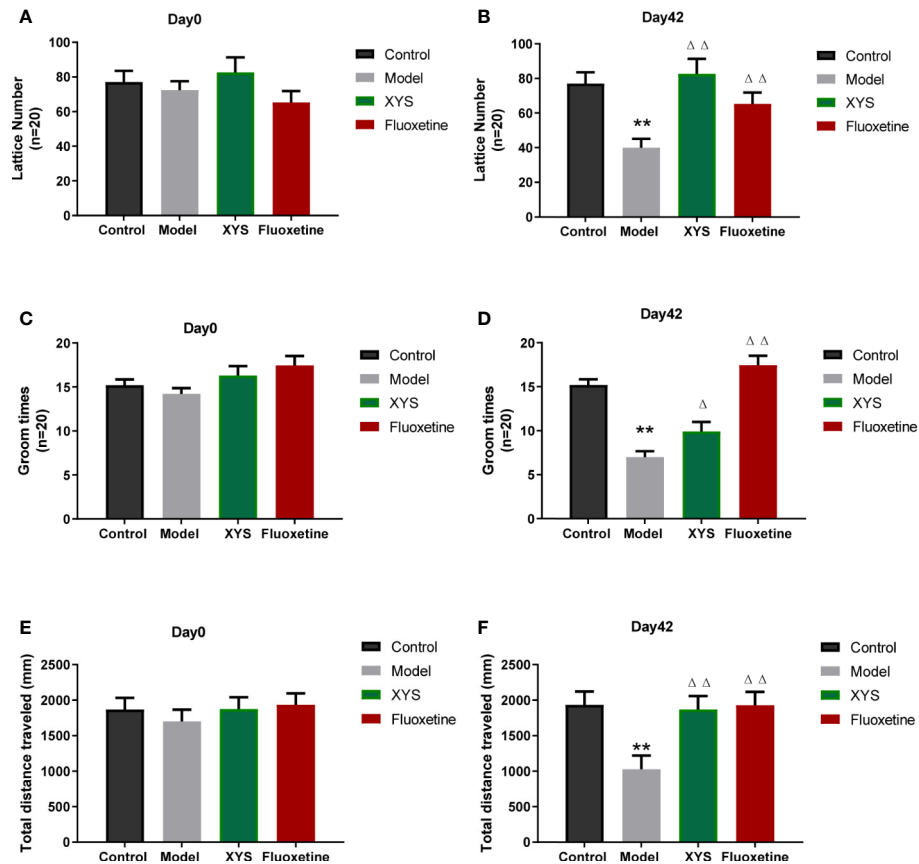 A
Day0
Lattice Number
(n=20)
100
80
60
40
20
0
Control
Model
XYS
Fluoxetine
Control
Model
XYS
Fluoxetine
B
Day42
Lattice Number
(n=20)
100
80
60
40
20
0
**
Δ Δ
Δ Δ
Control
Model
XYS
Fluoxetine
Control
Model
XYS
Fluoxetine
C
Day0
Groom times
(n=20)
20
15
10
5
0
Control
Model
XYS
Fluoxetine
Control
Model
XYS
Fluoxetine
D
Day42
Groom times
(n=20)
20
15
10
5
0
**
Δ
Δ Δ
Control
Model
XYS
Fluoxetine
Control
Model
XYS
Fluoxetine
E
Day0
Total distance traveled (mm)
2500
2000
1500
1000
500
0
Control
Model
XYS
Fluoxetine
Control
Model
XYS
Fluoxetine
F
Day42
Total distance traveled (mm)
2500
2000
1500
1000
500
0
**
Δ Δ
Δ Δ
Control
Model
XYS
Fluoxetine
Control
Model
XYS
Fluoxetine